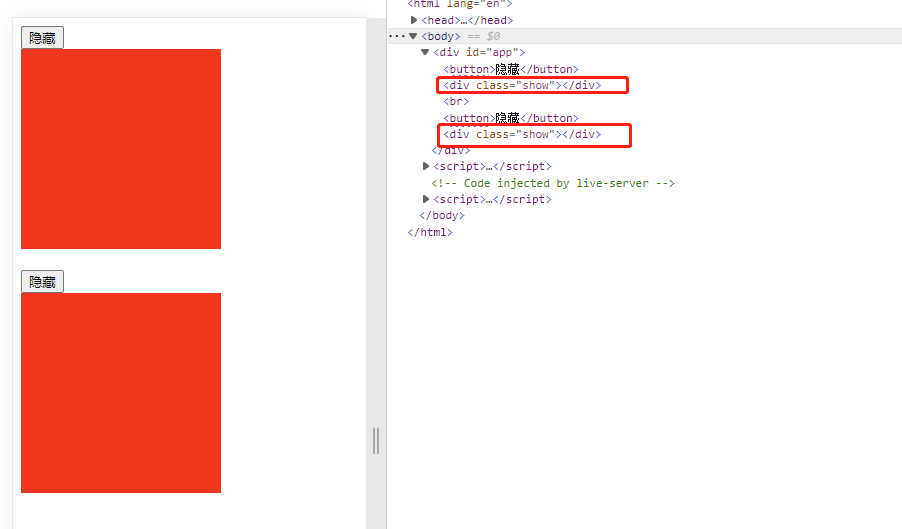 隐藏
隐藏
<html lang="en">
▶<head>…</head>
···▼<body> == $0
▼<div id="app">
<button>隐藏</button>
<div class="show"></div>
<br>
<button>隐藏</button>
<div class="show"></div>
</div>
▶<script>…</script>
<!-- Code injected by live-server -->
▶<script>…</script>
</body>
</html>